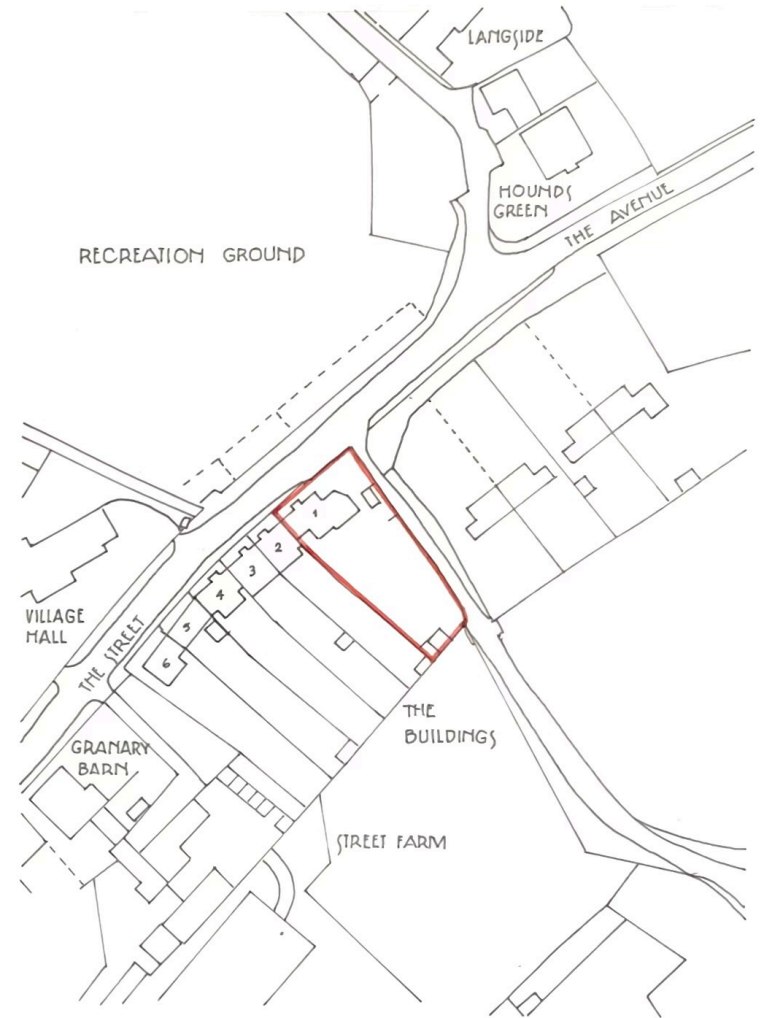 LANGSIDE
HOUNDS
GREEN
THE AVENUE
RECREATION GROUND
1
2
3
4
5
6
VILLAGE
HALL
THE STREET
THE
BUILDINGS
GRANARY
BARN
STREET FARM